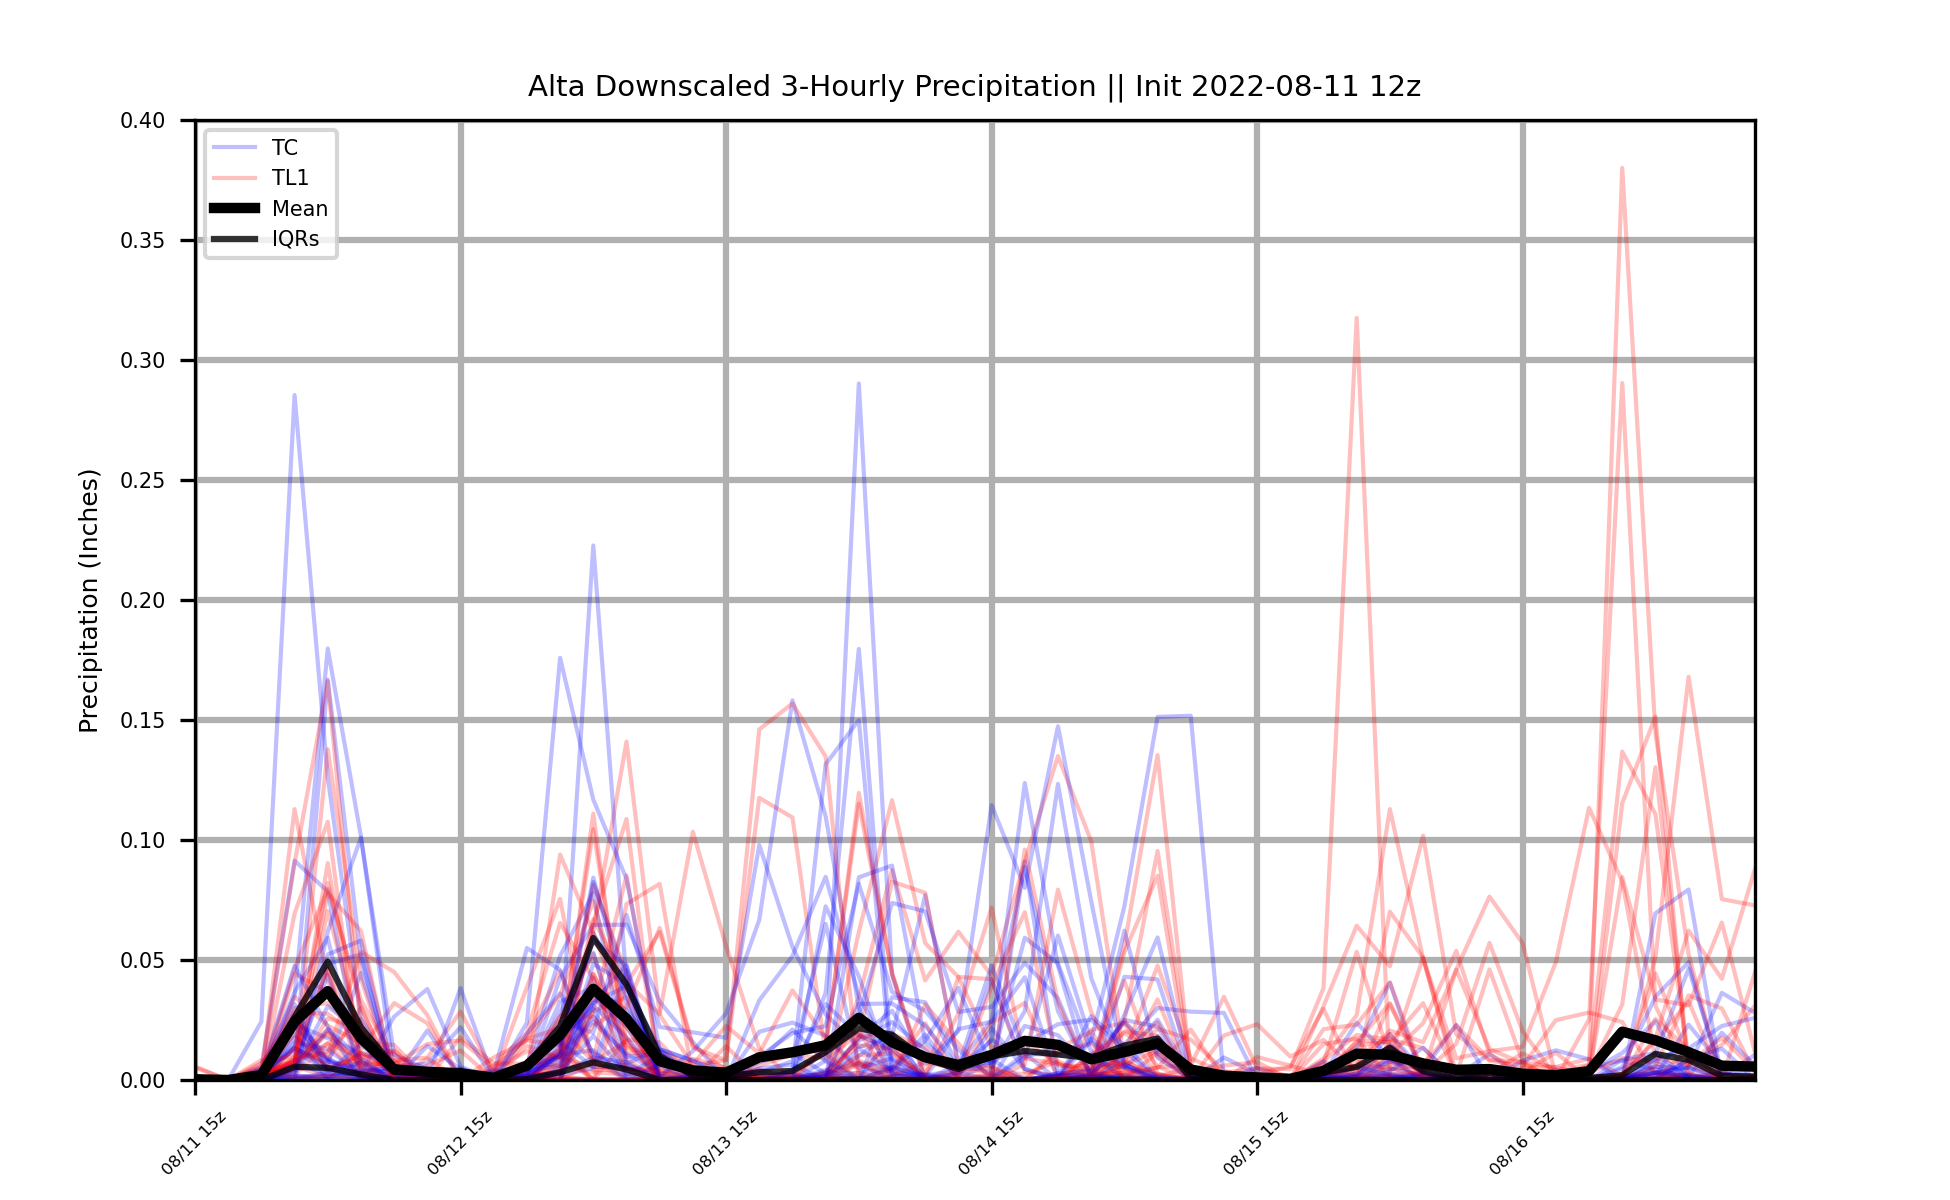 Alta Downscaled 3-Hourly Precipitation || Init 2022-08-11 12z
Precipitation (Inches)
0.40
0.35
0.30
0.25
0.20
0.15
0.10
0.05
0.00
TC
TL1
Mean
IQRs
08/11 15z
08/12 15z
08/13 15z
08/14 15z
08/15 15z
08/16 15z